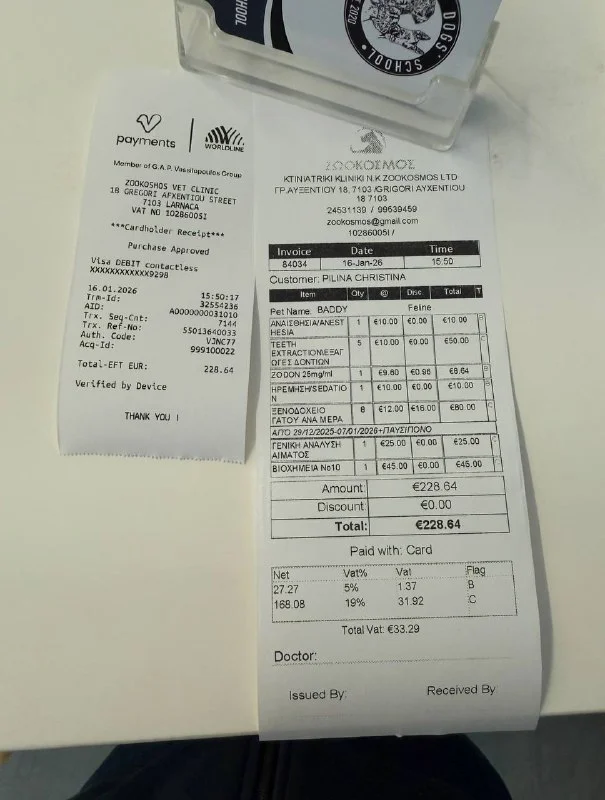 SCHOOL
EST 2020
DOGS' SCHOOL
payments
WORLDLINE
Member of G.A.P. Vassilopoulos Group
ZOOKOSMOS VET CLINIC
18 GREGORI AFXENTIOU STREET
7103 LARNACA
VAT NO 10286005I
***Cardholder Receipt***
Purchase Approved
Visa DEBIT contactless
XXXXXXXXXXXX9298
16.01.2026 15:50:17
Trm-Id: 32554236
AID: A0000000031010
Trx. Seq-Cnt: 7144
Trx. Ref-No: 55013640033
Auth. Code: VJNC77
Acq-Id: 999100022
Total-EFT EUR: 228.64
Verified by Device
THANK YOU !
ΖΟΟΚΟΣΜΟΣ
KTINIATRIKI KLINIKI N.K ZOOKOSMOS LTD
ΓΡ.ΑΥΞΕΝΤΙΟΥ 18, 7103 /GRIGORI AYXENTIOU
18 7103
24531139 / 99639459
zookosmos@gmail.com
10286005I /
Invoice Date Time
84034 16-Jan-26 15:50
Customer: PILINA CHRISTINA
Item Qty @ Disc. Total T
Pet Name: BADDY Feline
ΑΝΑΙΣΘΗΣΙΑ/ANEST 1 €10.00 €0.00 €10.00
HESIA
TEETH 5 €10.00 €0.00 €50.00 C
EXTRACTION/ΕΞΑΓ
ΩΓΕΣ ΔΟΝΤΙΩΝ
ZODON 25mg/ml 1 €9.60 €0.96 €8.64 B
ΗΡΕΜΗΣΗ/SEDATIO 1 €10.00 €0.00 €10.00
N
ΞΕΝΟΔΟΧΕΙΟ 8 €12.00 €16.00 €80.00 C
ΓΑΤΟΥ ΑΝΑ ΜΕΡΑ
ΑΠΟ 29/12/2025-07/01/2026+ΠΑΥΣΙΠΟΝΟ
ΓΕΝΙΚΗ ΑΝΑΛΥΣΗ 1 €25.00 €0.00 €25.00 C
ΑΙΜΑΤΟΣ
ΒΙΟΧΗΜΕΙΑ Νο10 1 €45.00 €0.00 €45.00
Amount: €228.64
Discount: €0.00
Total: €228.64
Paid with: Card
Net Vat% Vat Flag
27.27 5% 1.37 B
168.08 19% 31.92 C
Total Vat: €33.29
Doctor:
Issued By: Received By